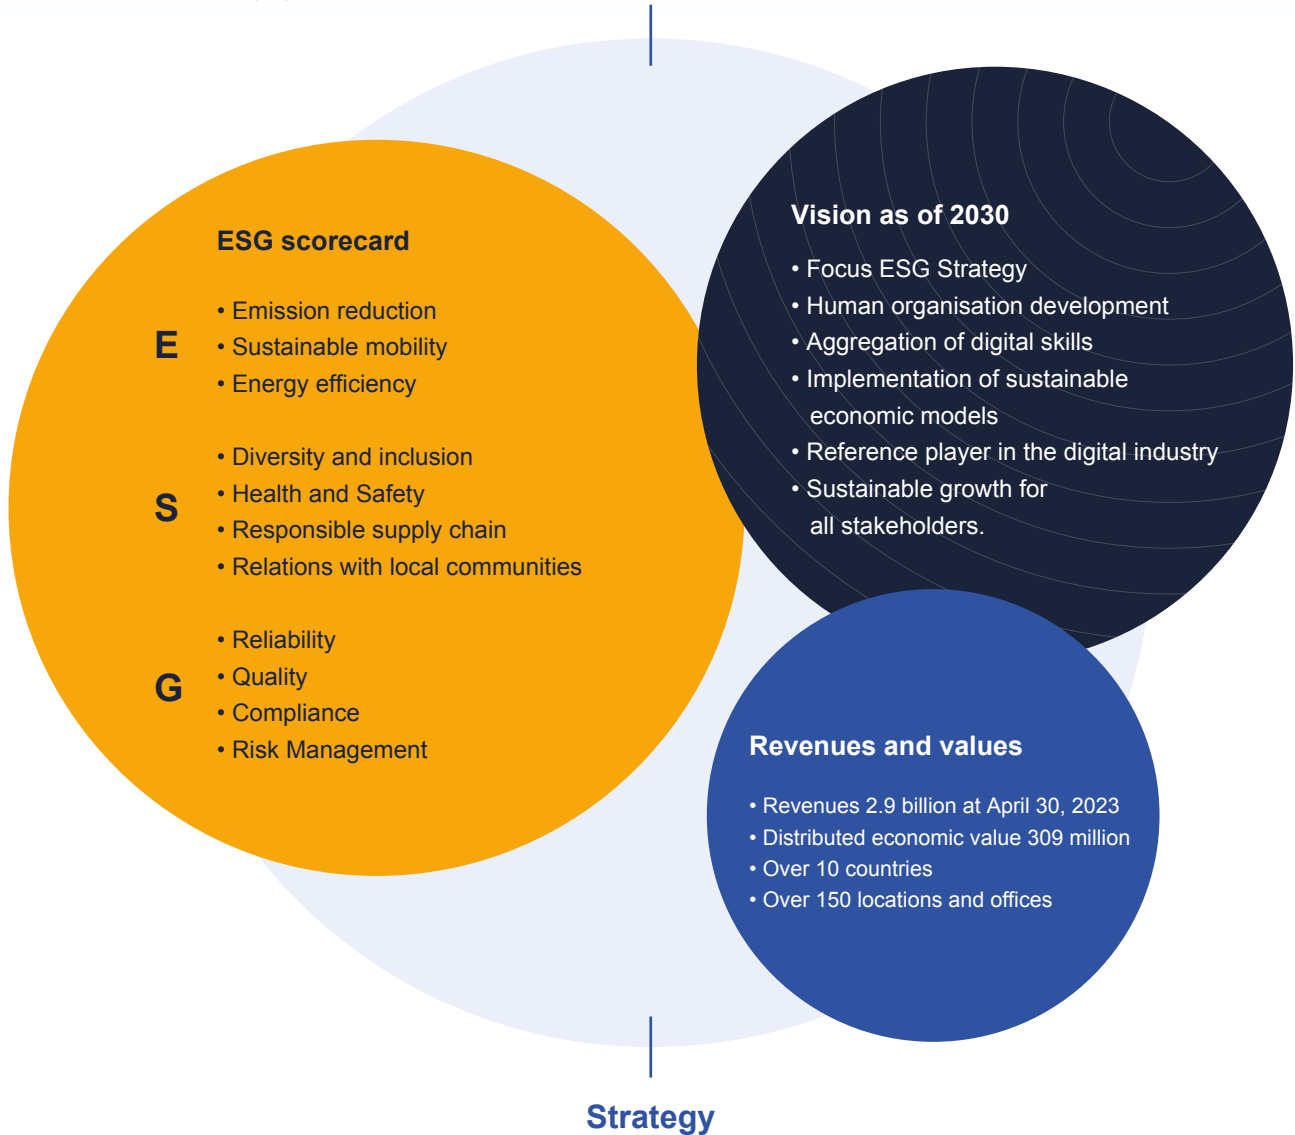 ESG scorecard
E
• Emission reduction
• Sustainable mobility
• Energy efficiency
S
• Diversity and inclusion
• Health and Safety
• Responsible supply chain
• Relations with local communities
G
• Reliability
• Quality
• Compliance
• Risk Management
Vision as of 2030
• Focus ESG Strategy
• Human organisation development
• Aggregation of digital skills
• Implementation of sustainable
economic models
• Reference player in the digital industry
• Sustainable growth for
all stakeholders.
Revenues and values
• Revenues 2.9 billion at April 30, 2023
• Distributed economic value 309 million
• Over 10 countries
• Over 150 locations and offices
Strategy